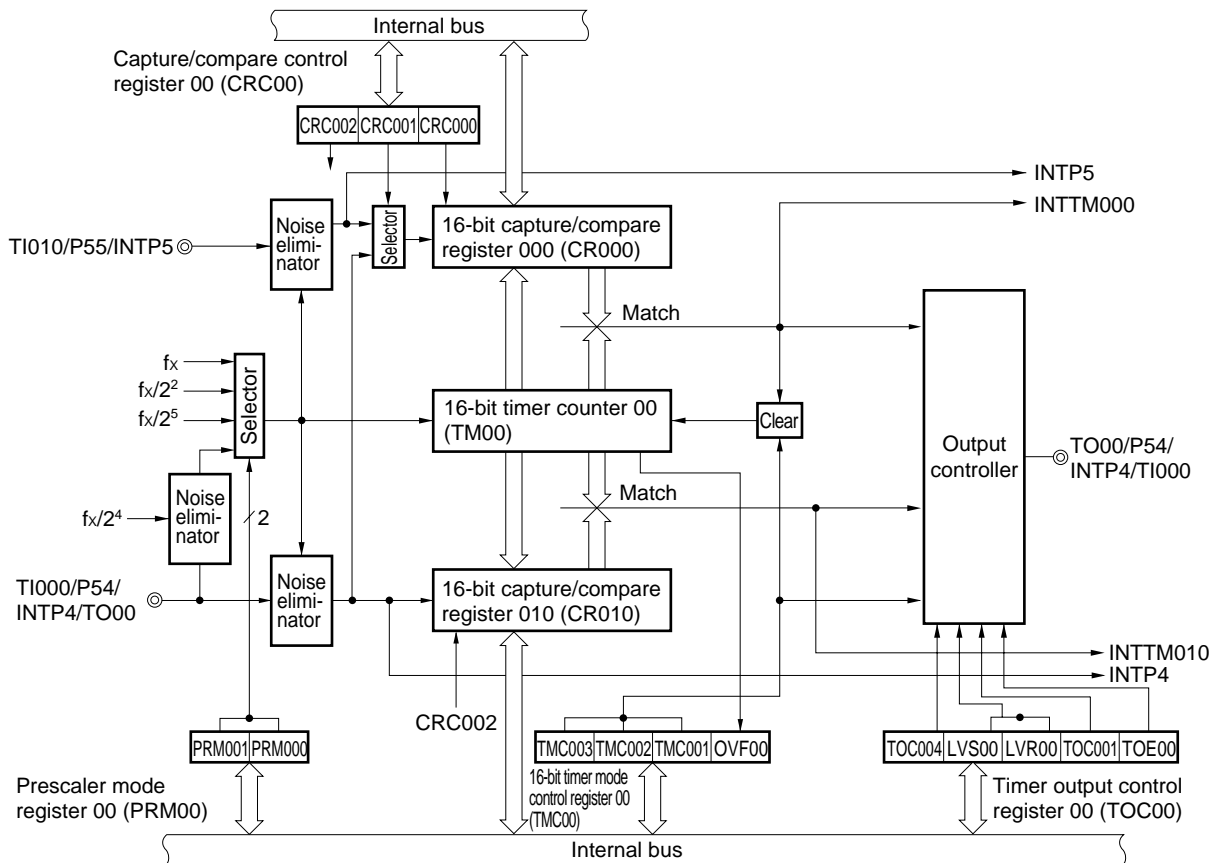 Internal bus
Capture/compare control
register 00 (CRC00)
CRC002 CRC001 CRC000
INTP5
INTTM000
TI010/P55/INTP5
Noise
elimi-
nator
Selector
16-bit capture/compare
register 000 (CR000)
Match
fx
fx/2²
fx/2⁵
Selector
16-bit timer counter 00
(TM00)
Clear
Output
controller
TO00/P54/
INTP4/TI000
fx/2⁴
Noise
elimi-
nator
2
Match
TI000/P54/
INTP4/TO00
Noise
elimi-
nator
16-bit capture/compare
register 010 (CR010)
INTTM010
INTP4
CRC002
PRM001 PRM000
TMC003 TMC002 TMC001 OVF00
TOC004 LVS00 LVR00 TOC001 TOE00
Prescaler mode
register 00 (PRM00)
16-bit timer mode
control register 00
(TMC00)
Timer output control
register 00 (TOC00)
Internal bus